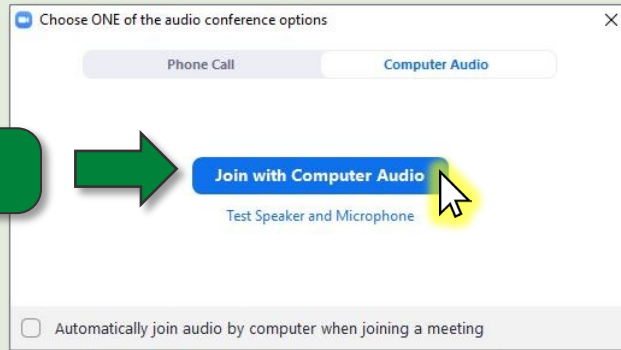 Choose ONE of the audio conference options
Phone Call
Computer Audio
Join with Computer Audio
Test Speaker and Microphone
Automatically join audio by computer when joining a meeting